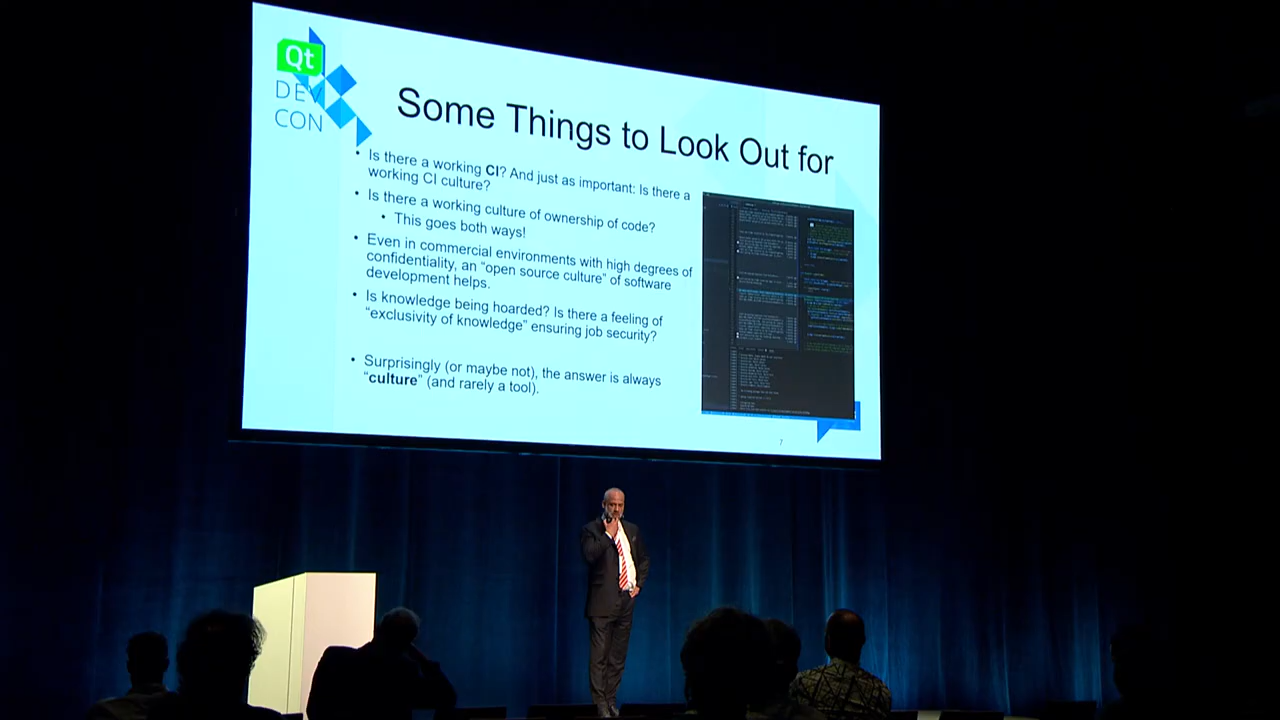 Qt
DEV
CON
Some Things to Look Out for
• Is there a working CI? And just as important: Is there a
working CI culture?
• Is there a working culture of ownership of code?
• This goes both ways!
• Even in commercial environments with high degrees of
confidentiality, an “open source culture” of software
development helps.
• Is knowledge being hoarded? Is there a feeling of
“exclusivity of knowledge” ensuring job security?
• Surprisingly (or maybe not), the answer is always
“culture” (and rarely a tool).
7